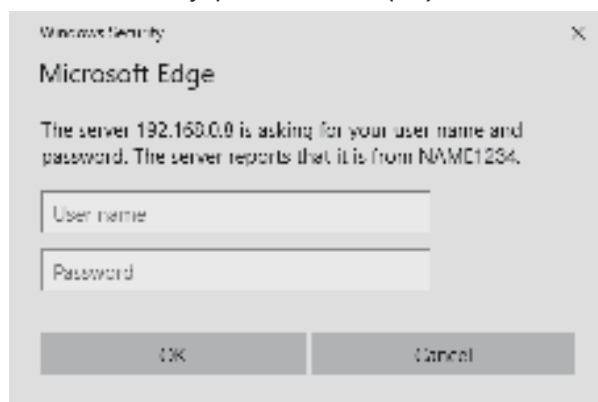 Windows Security
Microsoft Edge
The server 192.168.0.8 is asking for your user name and
password. The server reports that it is from NAME1234.
User name
Password
OK
Cancel